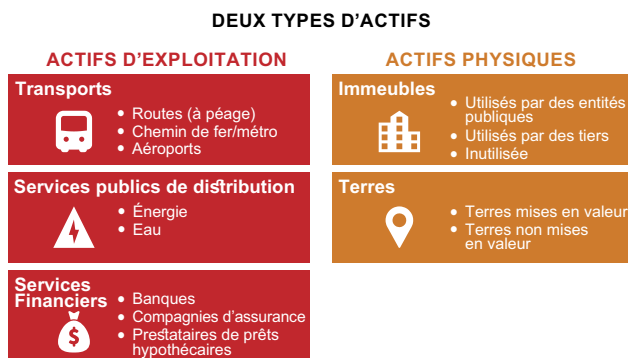 DEUX TYPES D'ACTIFS
ACTIFS D'EXPLOITATION
Transports
• Routes (à péage)
• Chemin de fer/métro
• Aéroports
Services publics de distribution
• Énergie
• Eau
Services
Financiers
• Banques
• Compagnies d'assurance
• Prestataires de prêts
hypothécaires
$
ACTIFS PHYSIQUES
Immeubles
• Utilisés par des entités
publiques
• Utilisés par des tiers
• Inutilisée
Terres
• Terres mises en valeur
• Terres non mises
en valeur